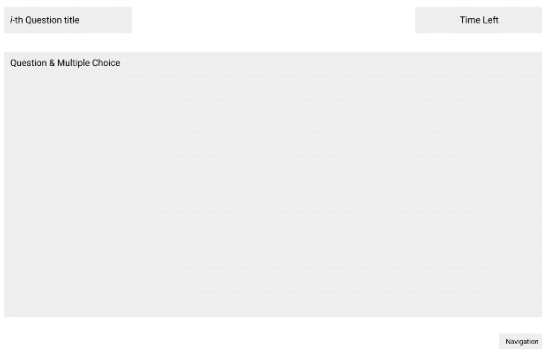 i-th Question title
Time Left
Question & Multiple Choice
Navigation